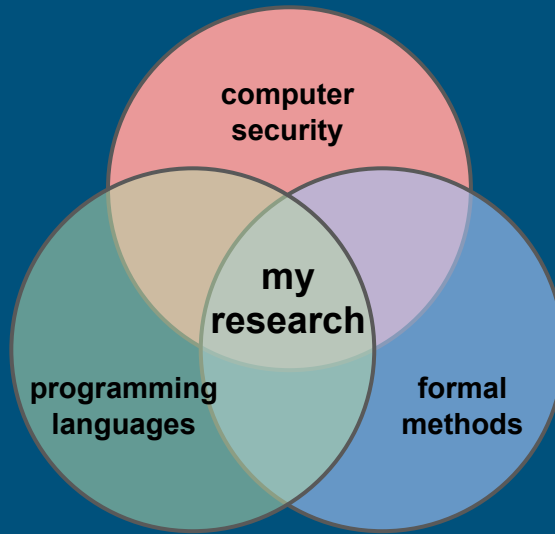 computer
security
my
research
programming
languages
formal
methods